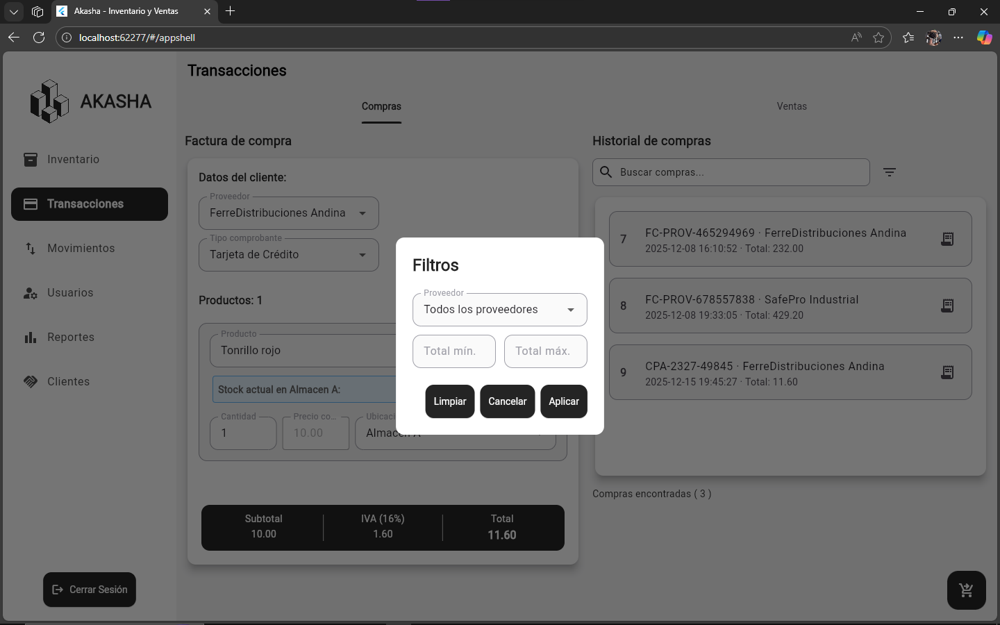 Akasha - Inventario y Ventas
localhost:62277/#/appshell
AKASHA
Inventario
Transacciones
Movimientos
Usuarios
Reportes
Clientes
Cerrar Sesión
Transacciones
Compras
Ventas
Factura de compra
Datos del cliente:
Proveedor
FerreDistribuciones Andina
Tipo comprobante
Tarjeta de Crédito
Productos: 1
Producto
Tonrillo rojo
Stock actual en Almacen A:
Cantidad
1
Precio co...
10.00
Almacen A
Subtotal
10.00
IVA (16%)
1.60
Total
11.60
Historial de compras
Buscar compras...
7
FC-PROV-465294969 · FerreDistribuciones Andina
2025-12-08 16:10:52 · Total: 232.00
8
FC-PROV-678557838 · SafePro Industrial
2025-12-08 19:33:05 · Total: 429.20
9
CPA-2327-49845 · FerreDistribuciones Andina
2025-12-15 19:45:27 · Total: 11.60
Compras encontradas ( 3 )
Filtros
Proveedor
Todos los proveedores
Total mín.
Total máx.
Limpiar
Cancelar
Aplicar